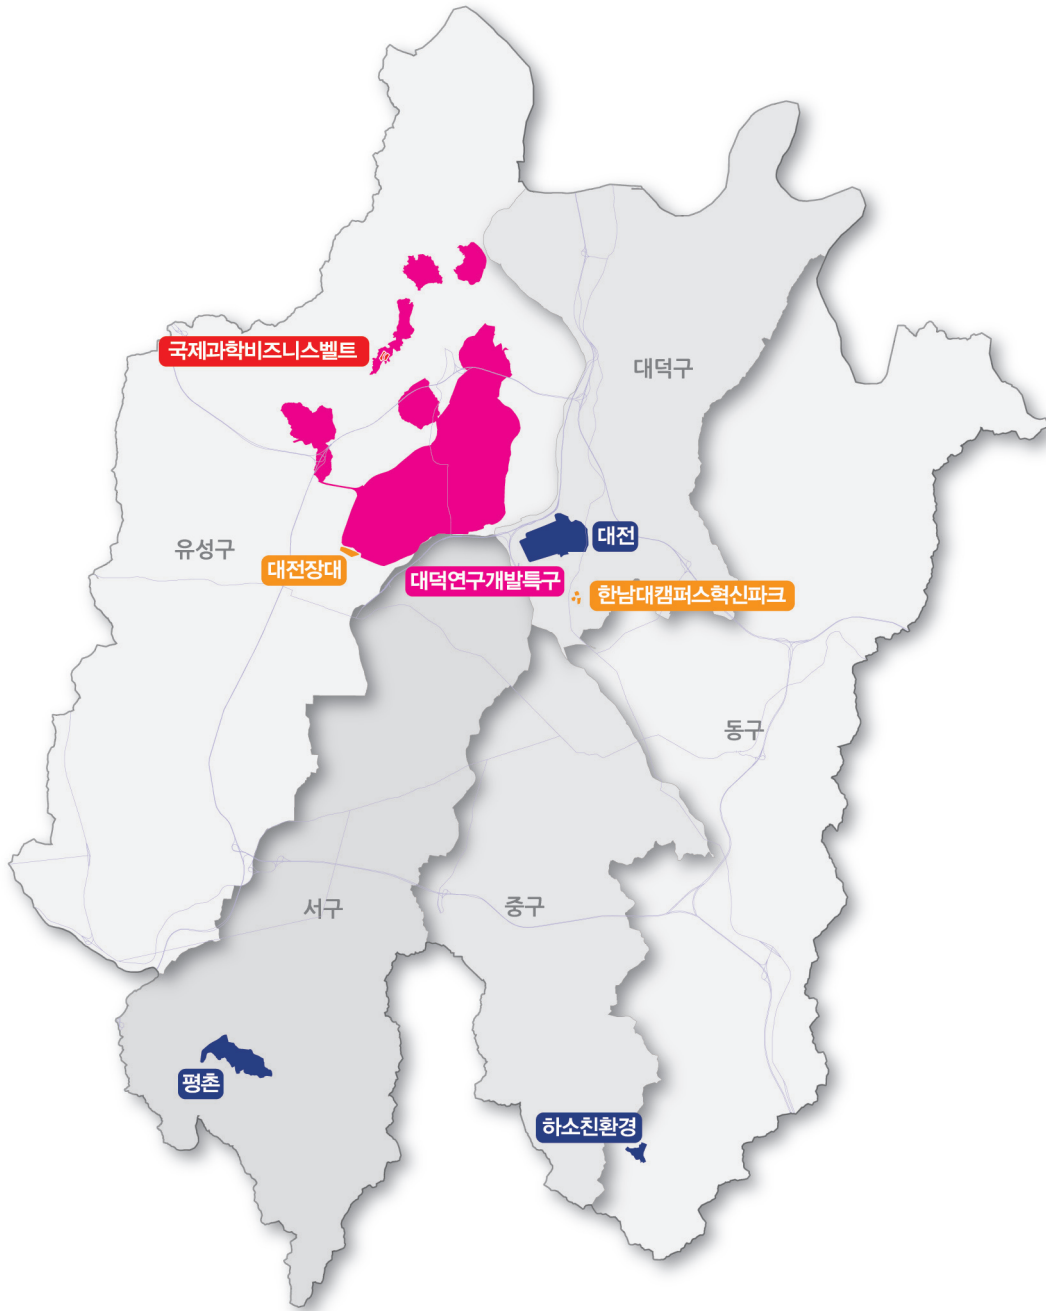 국제과학비즈니스벨트
대덕구
대전
유성구
대전장대
대덕연구개발특구
한남대캠퍼스혁신파크
동구
서구
중구
평촌
하소친환경